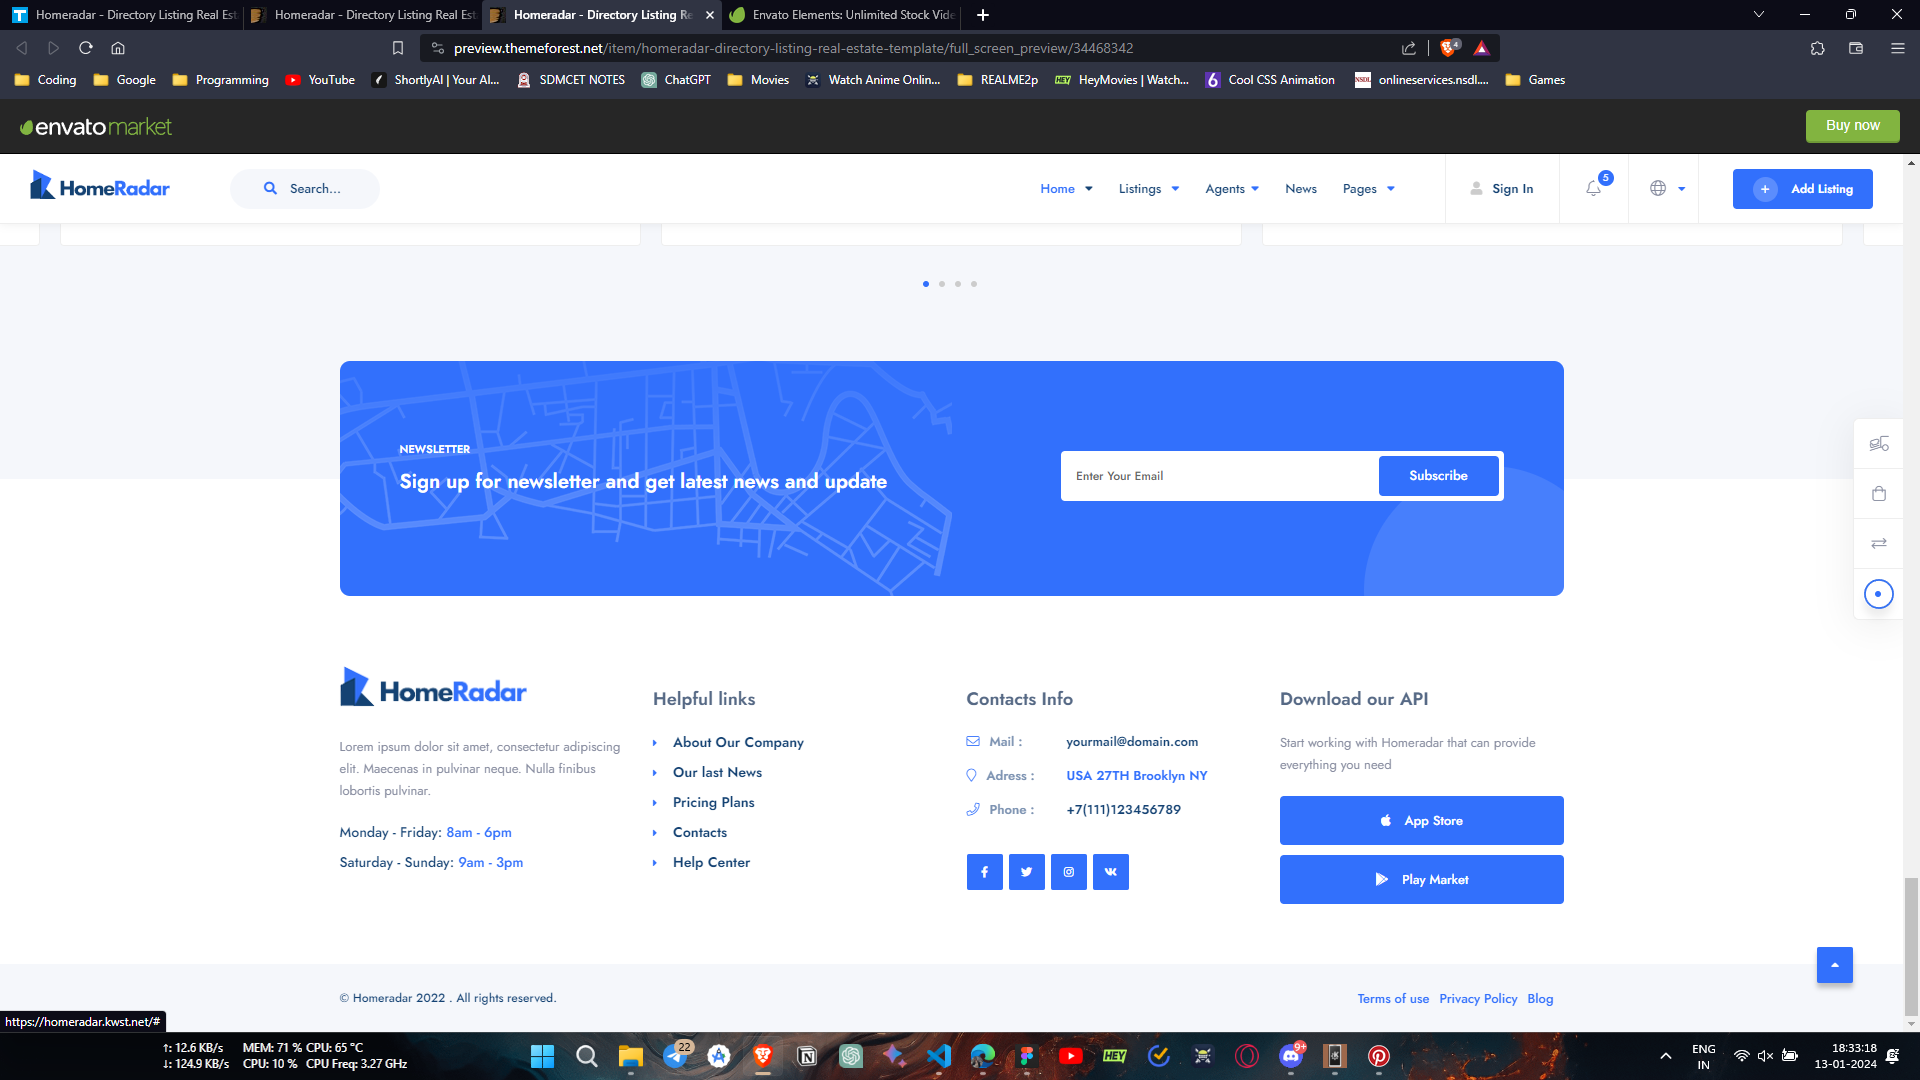 Homeradar - Directory Listing Real Est
Homeradar - Directory Listing Real Est
Homeradar - Directory Listing Re
Envato Elements: Unlimited Stock Vide
preview.themeforest.net/item/homeradar-directory-listing-real-estate-template/full_screen_preview/34468342
4
Coding
Google
Programming
YouTube
ShortlyAI | Your AI...
SDMCET NOTES
ChatGPT
Movies
Watch Anime Onlin...
REALME2p
HEY
HeyMovies | Watch...
Cool CSS Animation
NSDL
onlineservices.nsdl....
Games
envato market
Buy now
HomeRadar
Search...
Home
Listings
Agents
News
Pages
Sign In
5
Add Listing
NEWSLETTER
Sign up for newsletter and get latest news and update
Enter Your Email
Subscribe
HomeRadar
Lorem ipsum dolor sit amet, consectetur adipiscing
elit. Maecenas in pulvinar neque. Nulla finibus
lobortis pulvinar.
Monday - Friday: 8am - 6pm
Saturday - Sunday: 9am - 3pm
Helpful links
About Our Company
Our last News
Pricing Plans
Contacts
Help Center
Contacts Info
Mail : yourmail@domain.com
Adress : USA 27TH Brooklyn NY
Phone : +7(111)123456789
Download our API
Start working with Homeradar that can provide
everything you need
App Store
Play Market
© Homeradar 2022 . All rights reserved.
Terms of use Privacy Policy Blog
https://homeradar.kwst.net/#
↑: 12.6 KB/s MEM: 71 % CPU: 65 °C
↓: 124.9 KB/s CPU: 10 % CPU Freq: 3.27 GHz
22
HEY
9+
ENG
IN
18:33:18
13-01-2024